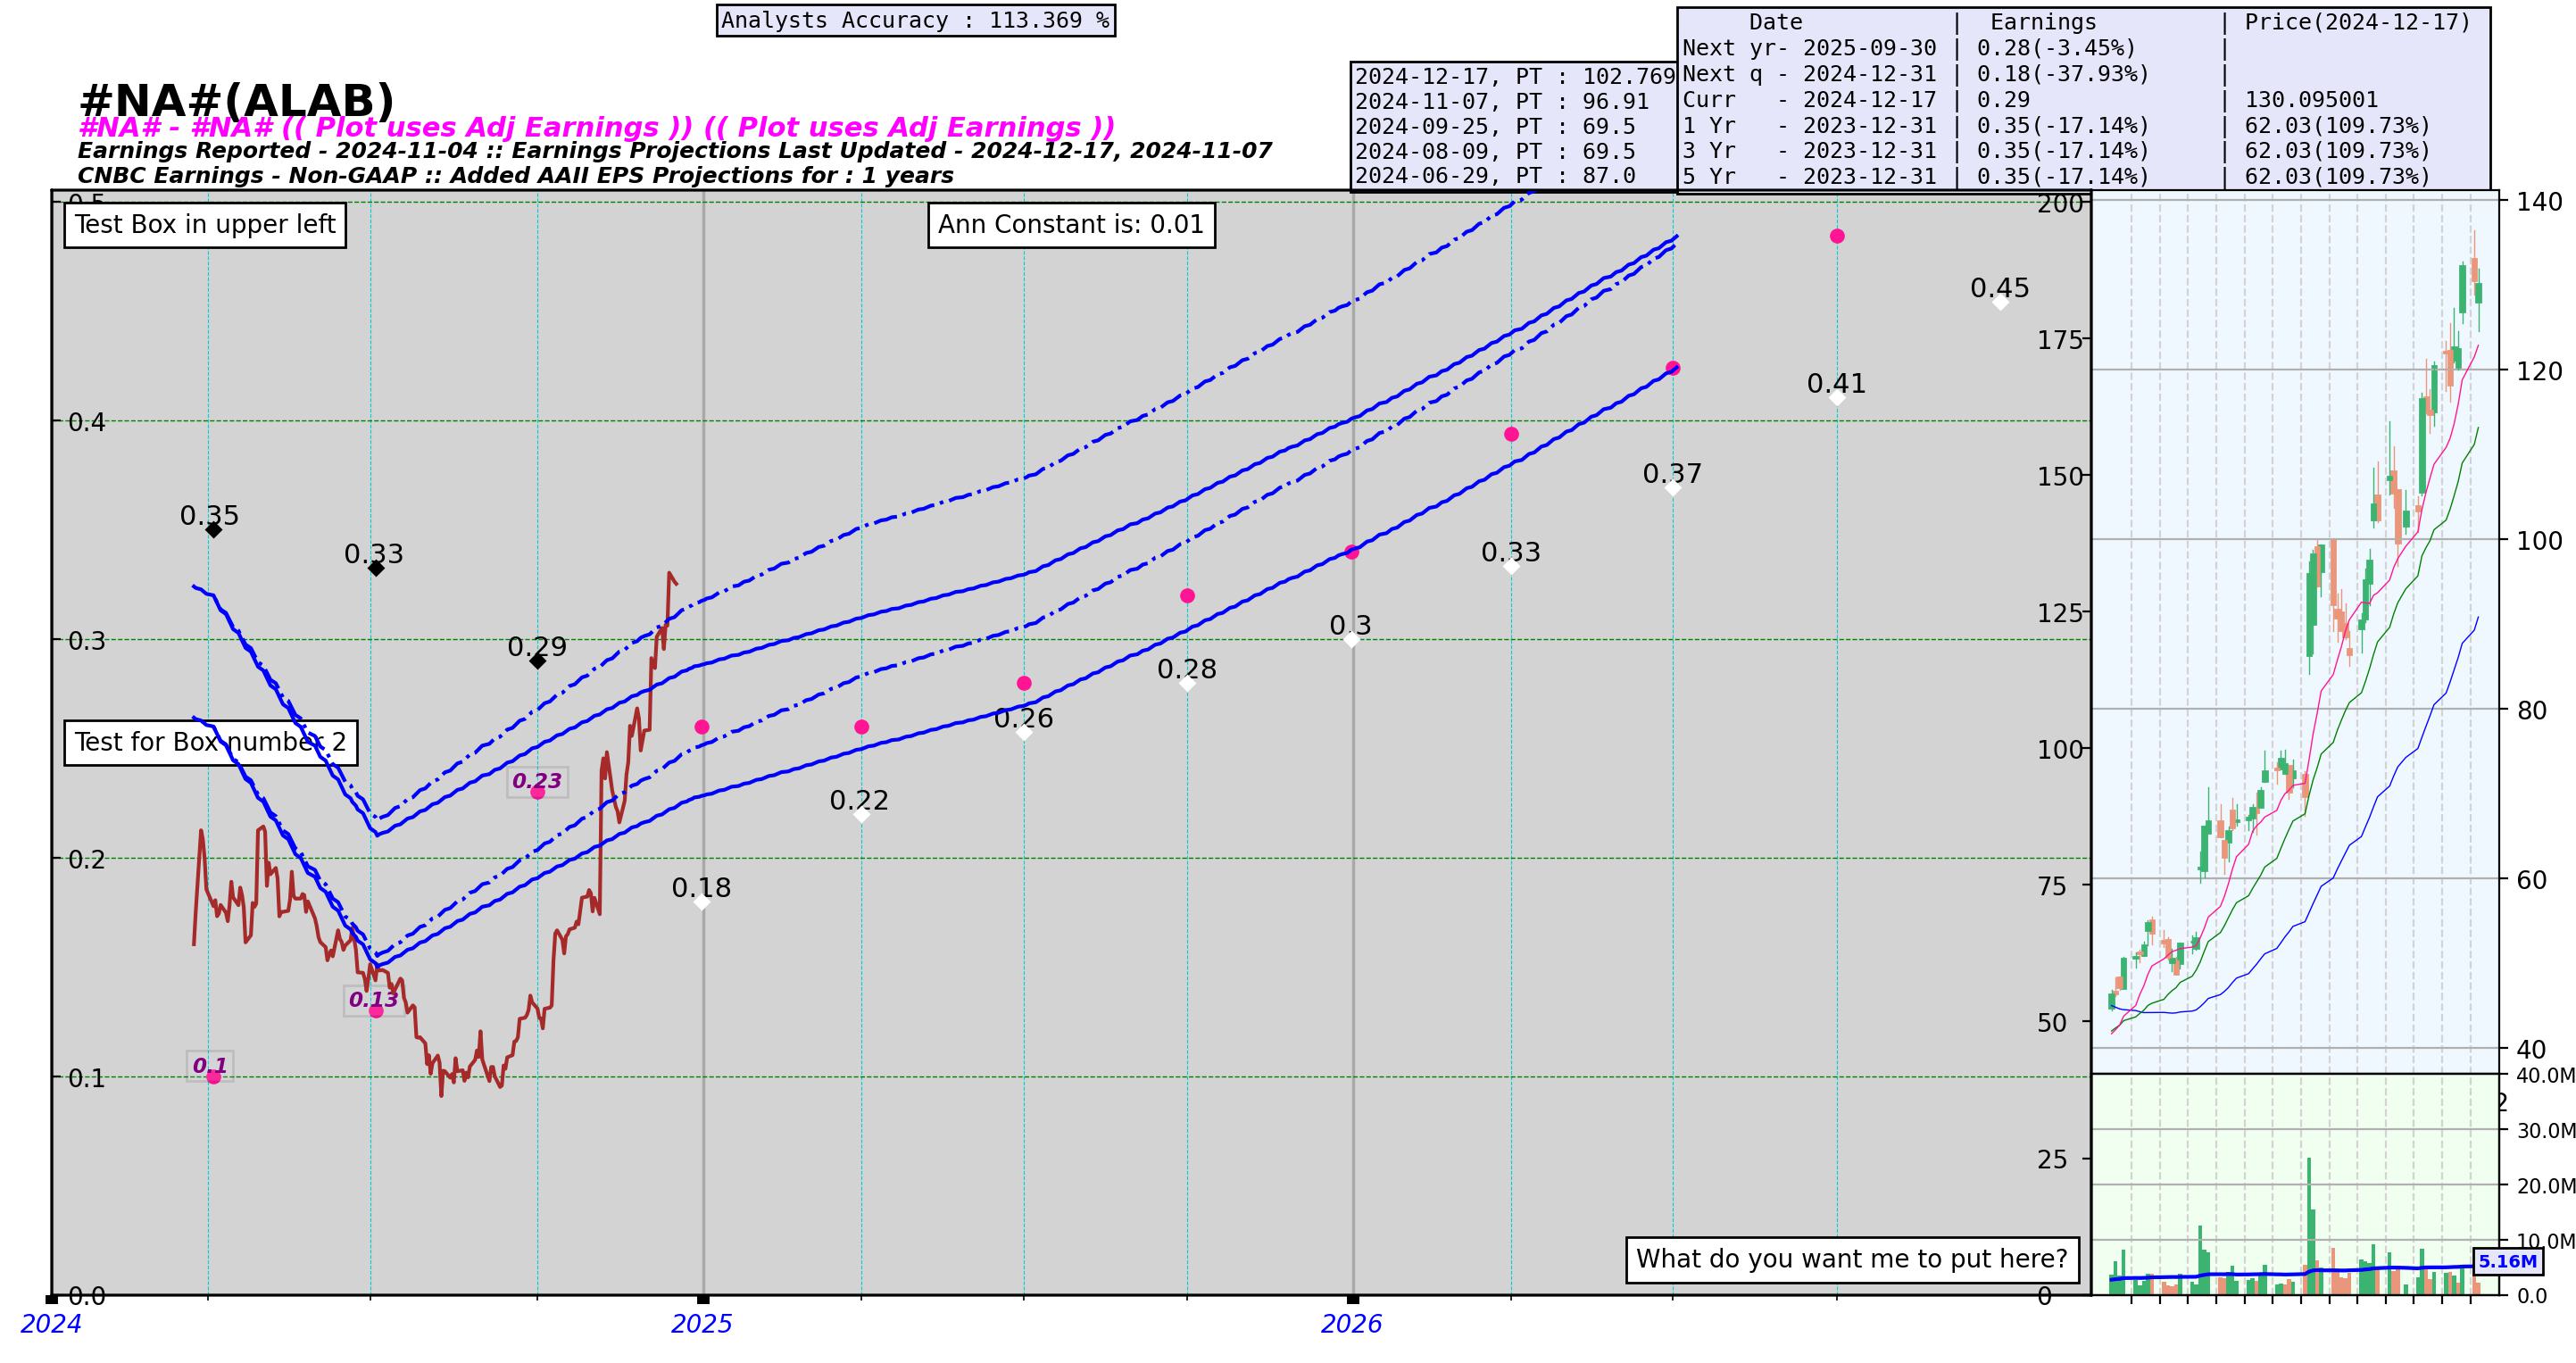 Analysts Accuracy : 113.369 %
Date | Earnings | Price(2024-12-17)
Next yr- 2025-09-30 | 0.28(-3.45%) |
Next q - 2024-12-31 | 0.18(-37.93%) |
Curr - 2024-12-17 | 0.29 | 130.095001
1 Yr - 2023-12-31 | 0.35(-17.14%) | 62.03(109.73%)
3 Yr - 2023-12-31 | 0.35(-17.14%) | 62.03(109.73%)
5 Yr - 2023-12-31 | 0.35(-17.14%) | 62.03(109.73%)
2024-12-17, PT : 102.769
2024-11-07, PT : 96.91
2024-09-25, PT : 69.5
2024-08-09, PT : 69.5
2024-06-29, PT : 87.0
#NA#(ALAB)
#NA# - #NA# (( Plot uses Adj Earnings )) (( Plot uses Adj Earnings ))
Earnings Reported - 2024-11-04 :: Earnings Projections Last Updated - 2024-12-17, 2024-11-07
CNBC Earnings - Non-GAAP :: Added AAII EPS Projections for : 1 years
0.5
0.4
0.3
0.2
0.1
0.0
Test Box in upper left
Ann Constant is: 0.01
Test for Box number 2
What do you want me to put here?
0.35
0.33
0.29
0.18
0.22
0.26
0.28
0.3
0.33
0.37
0.41
0.45
0.1
0.13
0.23
200
175
150
125
100
75
50
25
0
140
120
100
80
60
40
40.0M
2
30.0M
20.0M
10.0M
5.16M
0.0
2024
2025
2026